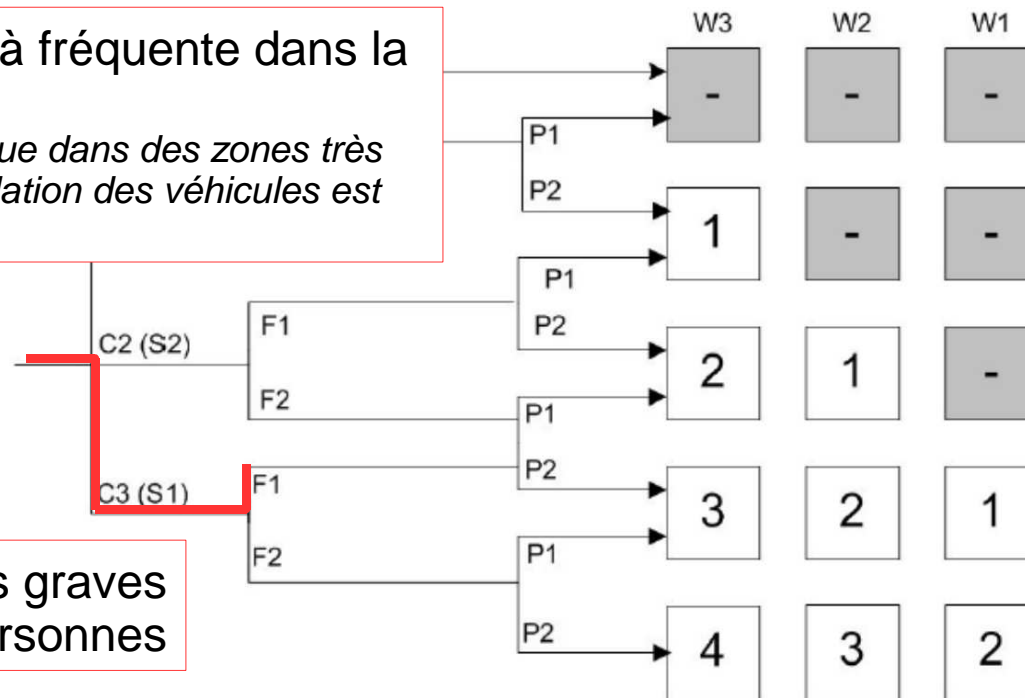 à fréquente dans la
que dans des zones très
lation des véhicules est
W3 W2 W1
- - -
P1
P2
1 - -
P1
F1 P2
C2 (S2)
2 1 -
F2
P1
P2
C3 (S1) F1
3 2 1
F2 P1
s graves
rsonnes
P2
4 3 2